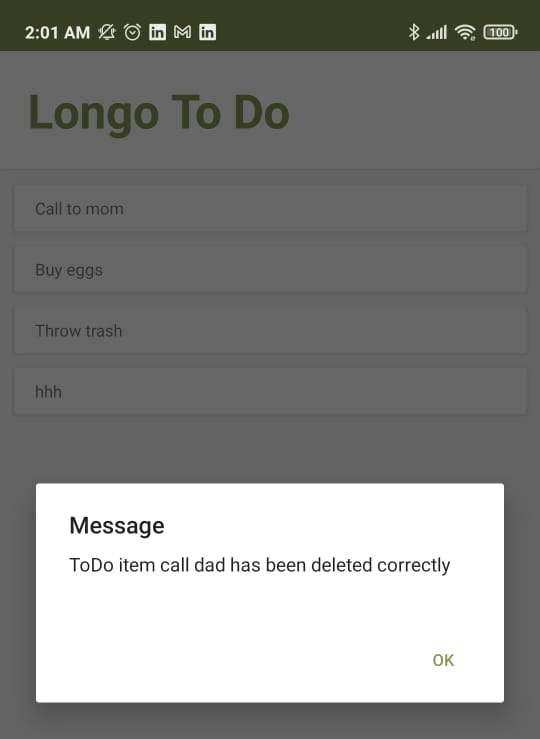 2:01 AM 100
Longo To Do
Call to mom
Buy eggs
Throw trash
hhh
Message
ToDo item call dad has been deleted correctly
OK